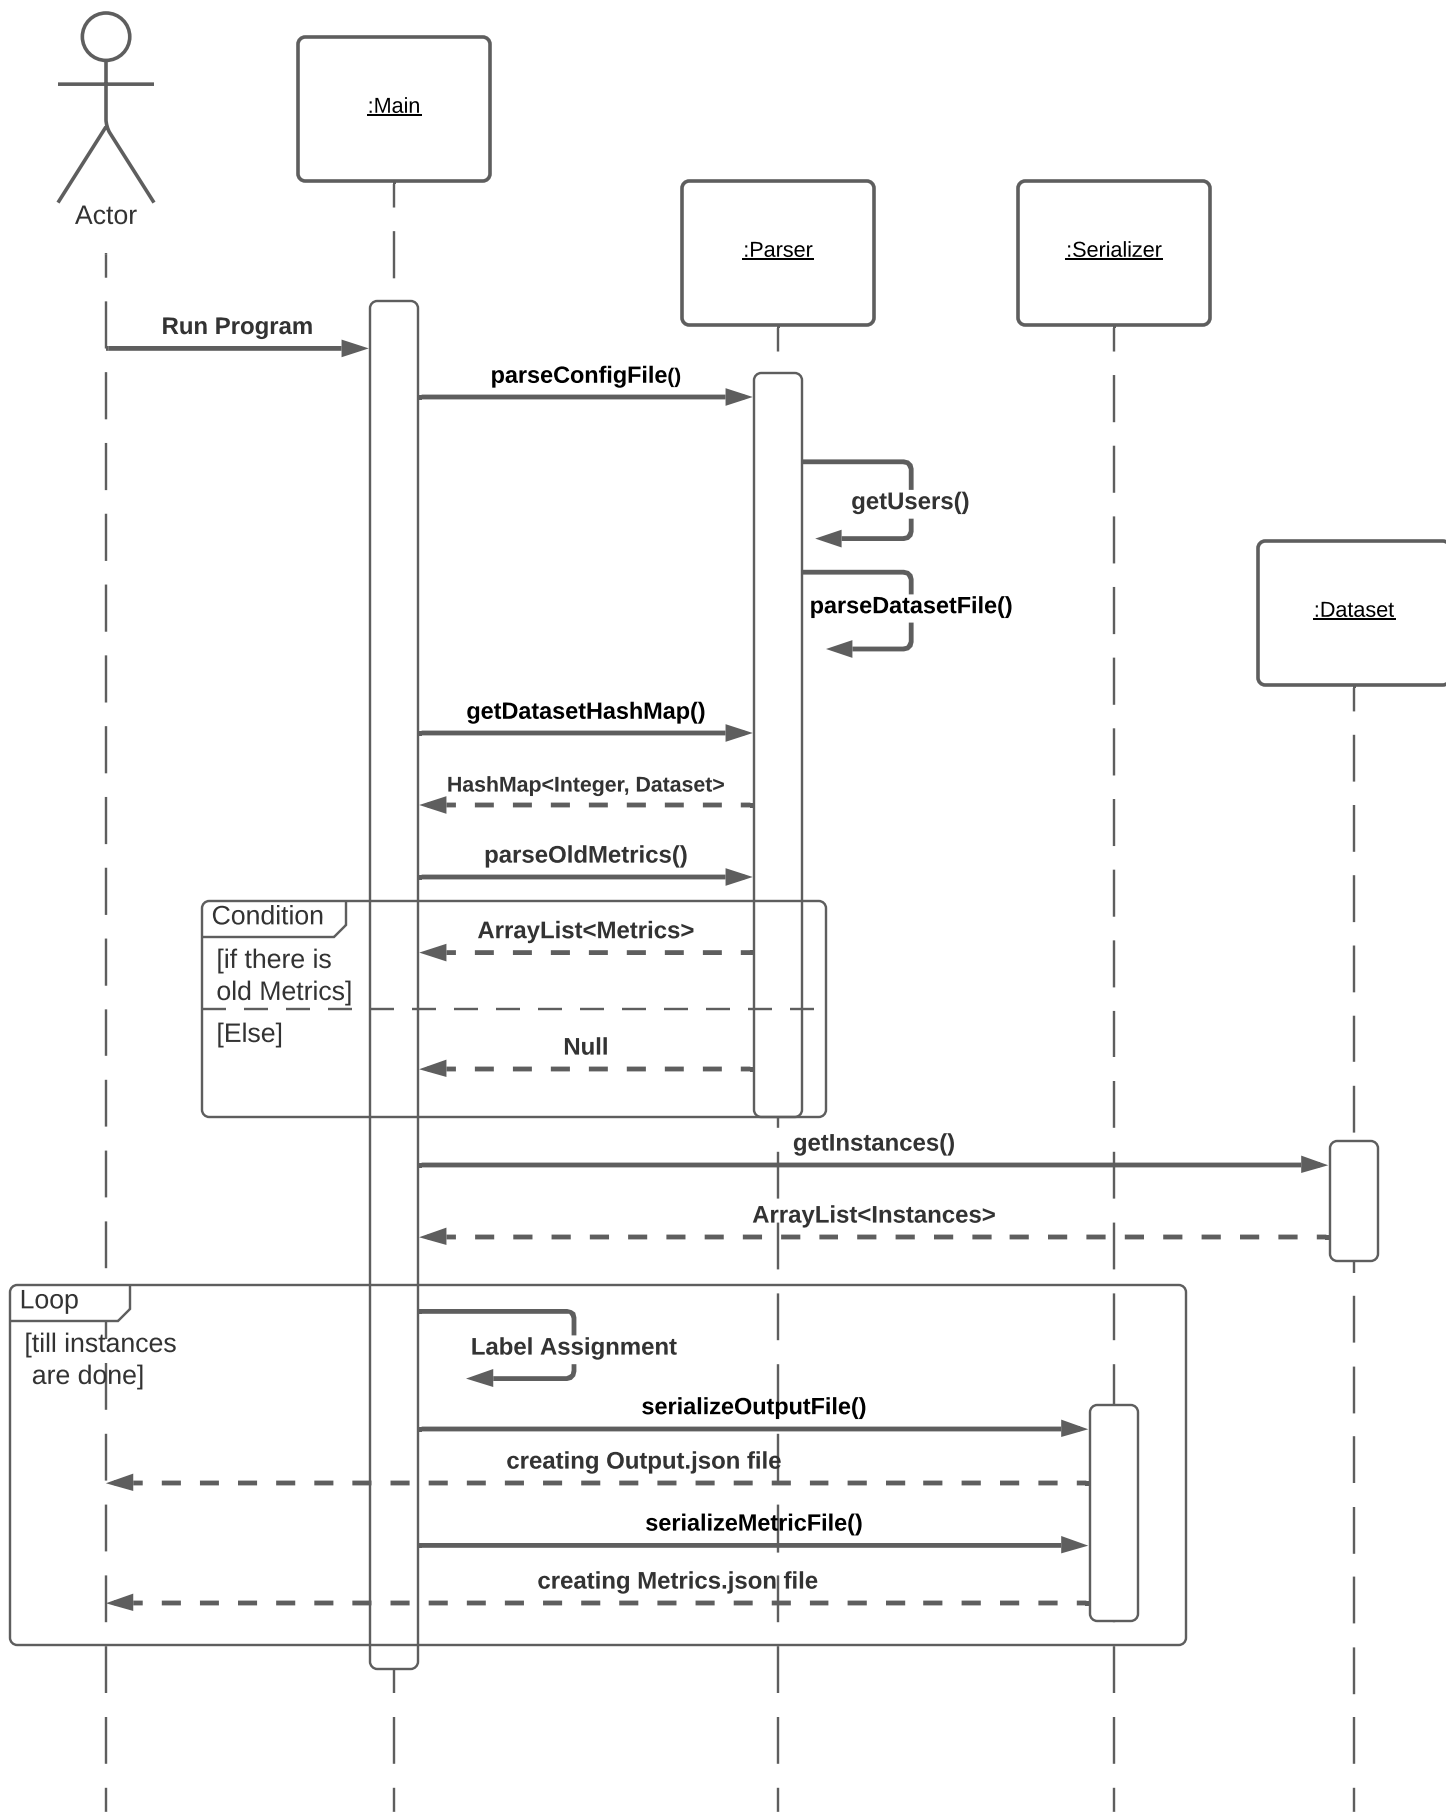 Actor
:Main
:Parser
:Serializer
Run Program
parseConfigFile()
getUsers()
parseDatasetFile()
:Dataset
getDatasetHashMap()
HashMap<Integer, Dataset>
parseOldMetrics()
Condition
ArrayList<Metrics>
[if there is
old Metrics]
[Else]
Null
getInstances()
ArrayList<Instances>
Loop
[till instances
are done]
Label Assignment
serializeOutputFile()
creating Output.json file
serializeMetricFile()
creating Metrics.json file